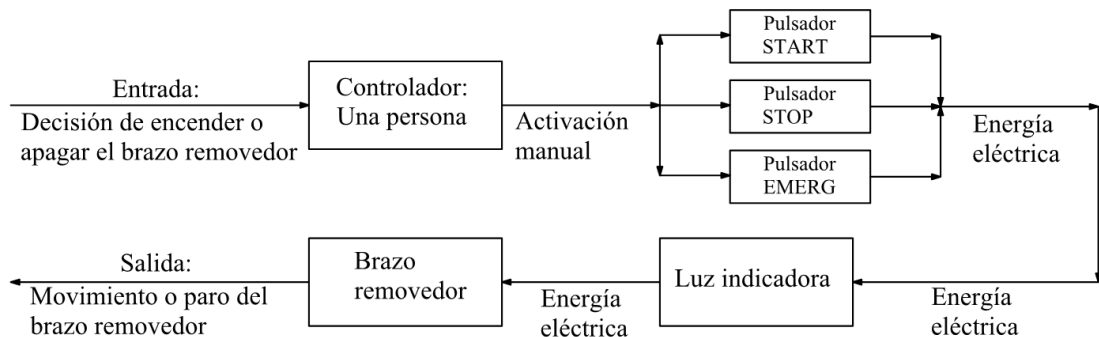 Entrada:
Decisión de encender o
apagar el brazo removedor
Controlador:
Una persona
Activación
manual
Pulsador
START
Pulsador
STOP
Pulsador
EMERG
Energía
eléctrica
Salida:
Movimiento o paro del
brazo removedor
Brazo
removedor
Energía
eléctrica
Luz indicadora
Energía
eléctrica